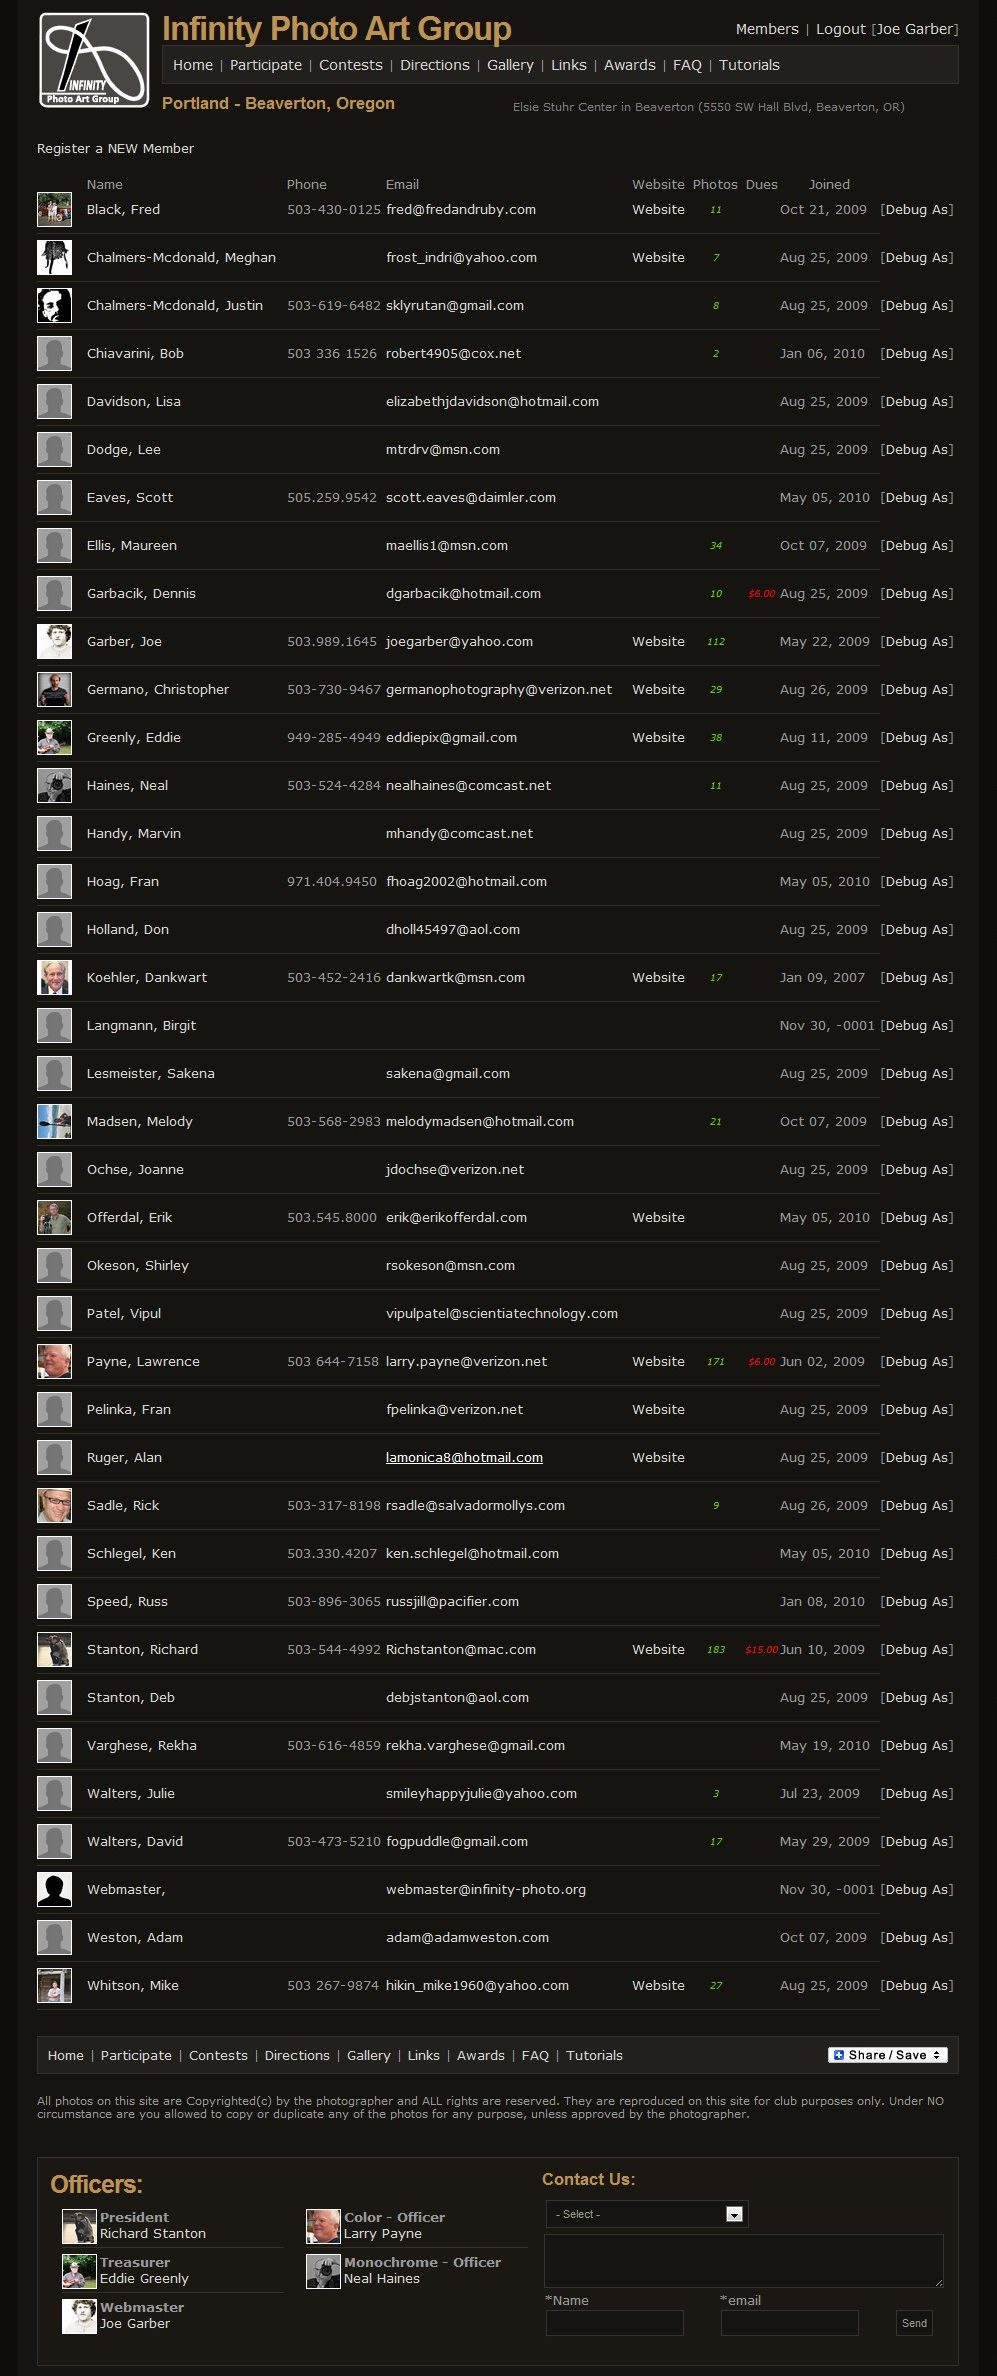 Infinity Photo Art Group
Members | Logout [Joe Garber]
INFINITY
Photo Art Group
Home | Participate | Contests | Directions | Gallery | Links | Awards | FAQ | Tutorials
Portland - Beaverton, Oregon
Elsie Stuhr Center in Beaverton (5550 SW Hall Blvd, Beaverton, OR)
Register a NEW Member
Name Phone Email Website Photos Dues Joined
Black, Fred 503-430-0125 fred@fredandruby.com Website 11 Oct 21, 2009 [Debug As]
Chalmers-Mcdonald, Meghan frost_indri@yahoo.com Website 7 Aug 25, 2009 [Debug As]
Chalmers-Mcdonald, Justin 503-619-6482 sklyrutan@gmail.com 8 Aug 25, 2009 [Debug As]
Chiavarini, Bob 503 336 1526 robert4905@cox.net 2 Jan 06, 2010 [Debug As]
Davidson, Lisa elizabethjdavidson@hotmail.com Aug 25, 2009 [Debug As]
Dodge, Lee mtrdrv@msn.com Aug 25, 2009 [Debug As]
Eaves, Scott 505.259.9542 scott.eaves@daimler.com May 05, 2010 [Debug As]
Ellis, Maureen maellis1@msn.com 34 Oct 07, 2009 [Debug As]
Garbacik, Dennis dgarbacik@hotmail.com 10 $6.00 Aug 25, 2009 [Debug As]
Garber, Joe 503.989.1645 joegarber@yahoo.com Website 112 May 22, 2009 [Debug As]
Germano, Christopher 503-730-9467 germanophotography@verizon.net Website 29 Aug 26, 2009 [Debug As]
Greenly, Eddie 949-285-4949 eddiepix@gmail.com Website 38 Aug 11, 2009 [Debug As]
Haines, Neal 503-524-4284 nealhaines@comcast.net 11 Aug 25, 2009 [Debug As]
Handy, Marvin mhandy@comcast.net Aug 25, 2009 [Debug As]
Hoag, Fran 971.404.9450 fhoag2002@hotmail.com May 05, 2010 [Debug As]
Holland, Don dholl45497@aol.com Aug 25, 2009 [Debug As]
Koehler, Dankwart 503-452-2416 dankwartk@msn.com Website 17 Jan 09, 2007 [Debug As]
Langmann, Birgit Nov 30, -0001 [Debug As]
Lesmeister, Sakena sakena@gmail.com Aug 25, 2009 [Debug As]
Madsen, Melody 503-568-2983 melodymadsen@hotmail.com 21 Oct 07, 2009 [Debug As]
Ochse, Joanne jdochse@verizon.net Aug 25, 2009 [Debug As]
Offerdal, Erik 503.545.8000 erik@erikofferdal.com Website May 05, 2010 [Debug As]
Okeson, Shirley rsokeson@msn.com Aug 25, 2009 [Debug As]
Patel, Vipul vipulpatel@scientiatechnology.com Aug 25, 2009 [Debug As]
Payne, Lawrence 503 644-7158 larry.payne@verizon.net Website 171 $6.00 Jun 02, 2009 [Debug As]
Pelinka, Fran fpelinka@verizon.net Website Aug 25, 2009 [Debug As]
Ruger, Alan lamonica8@hotmail.com Website Aug 25, 2009 [Debug As]
Sadle, Rick 503-317-8198 rsadle@salvadormollys.com 9 Aug 26, 2009 [Debug As]
Schlegel, Ken 503.330.4207 ken.schlegel@hotmail.com May 05, 2010 [Debug As]
Speed, Russ 503-896-3065 russjill@pacifier.com Jan 08, 2010 [Debug As]
Stanton, Richard 503-544-4992 Richstanton@mac.com Website 183 $15.00 Jun 10, 2009 [Debug As]
Stanton, Deb debjstanton@aol.com Aug 25, 2009 [Debug As]
Varghese, Rekha 503-616-4859 rekha.varghese@gmail.com May 19, 2010 [Debug As]
Walters, Julie smileyhappyjulie@yahoo.com 3 Jul 23, 2009 [Debug As]
Walters, David 503-473-5210 fogpuddle@gmail.com 17 May 29, 2009 [Debug As]
Webmaster, webmaster@infinity-photo.org Nov 30, -0001 [Debug As]
Weston, Adam adam@adamweston.com Oct 07, 2009 [Debug As]
Whitson, Mike 503 267-9874 hikin_mike1960@yahoo.com Website 27 Aug 25, 2009 [Debug As]
Home | Participate | Contests | Directions | Gallery | Links | Awards | FAQ | Tutorials
Share / Save
All photos on this site are Copyrighted(c) by the photographer and ALL rights are reserved. They are reproduced on this site for club purposes only. Under NO
circumstance are you allowed to copy or duplicate any of the photos for any purpose, unless approved by the photographer.
Officers:
President
Richard Stanton
Color - Officer
Larry Payne
Treasurer
Eddie Greenly
Monochrome - Officer
Neal Haines
Webmaster
Joe Garber
Contact Us:
- Select -
*Name *email
Send